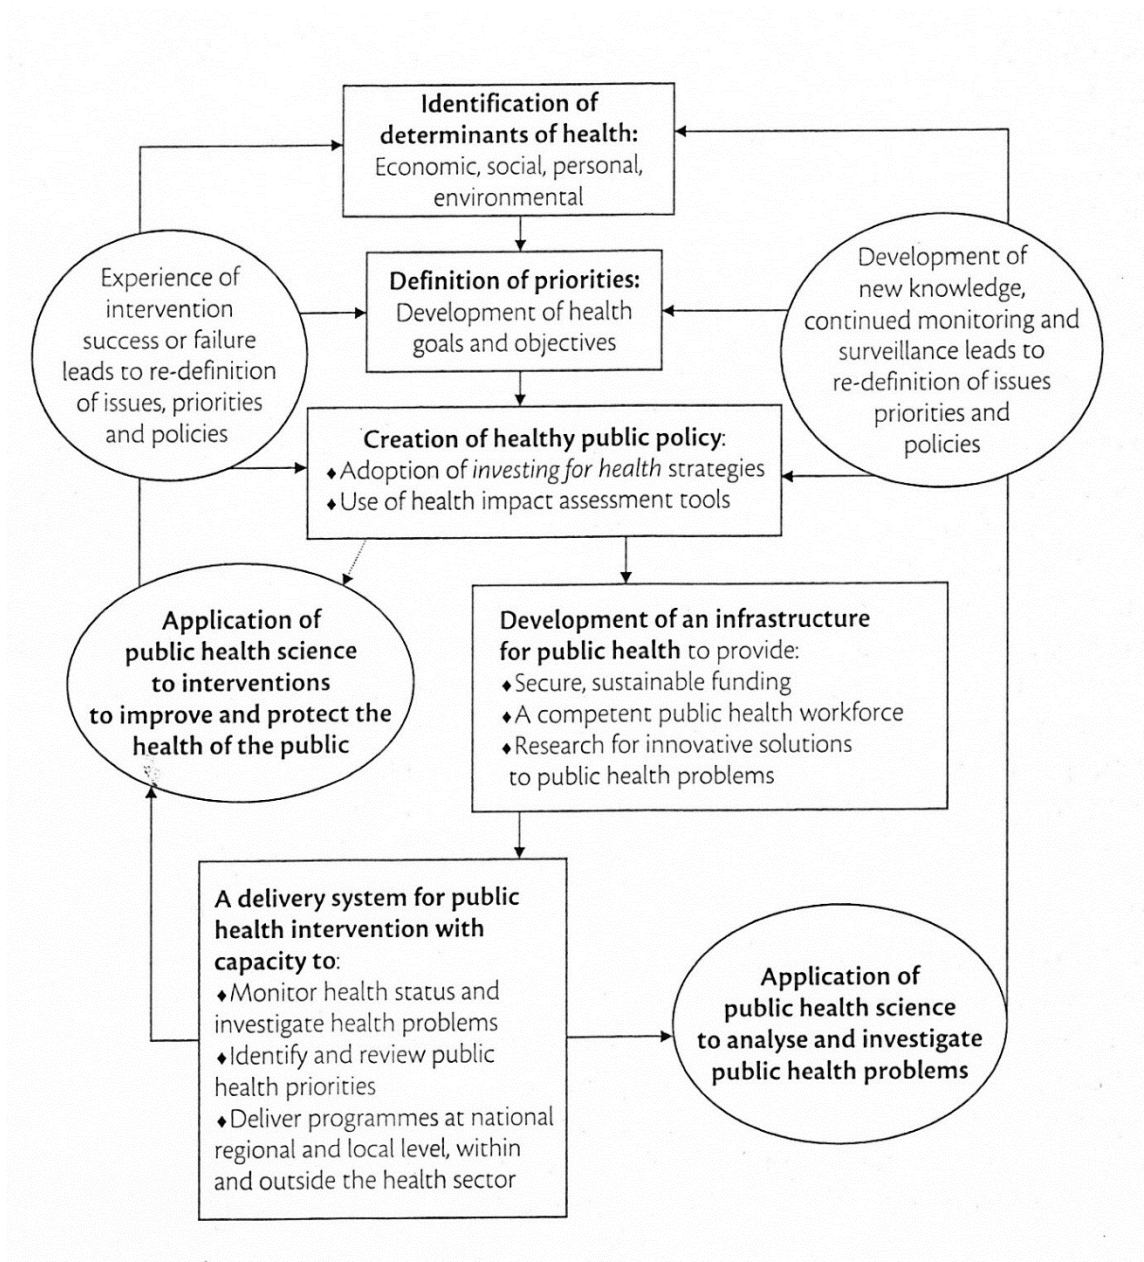 Identification of
determinants of health:
Economic, social, personal,
environmental
Experience of
intervention
success or failure
leads to re-definition
of issues, priorities
and policies
Definition of priorities:
Development of health
goals and objectives
Development of
new knowledge,
continued monitoring and
surveillance leads to
re-definition of issues
priorities and
policies
Creation of healthy public policy:
♦Adoption of investing for health strategies
♦Use of health impact assessment tools
Application of
public health science
to interventions
to improve and protect the
health of the public
Development of an infrastructure
for public health to provide:
♦Secure, sustainable funding
♦A competent public health workforce
♦Research for innovative solutions
to public health problems
A delivery system for public
health intervention with
capacity to:
♦Monitor health status and
investigate health problems
♦Identify and review public
health priorities
♦Deliver programmes at national
regional and local level, within
and outside the health sector
Application of
public health science
to analyse and investigate
public health problems